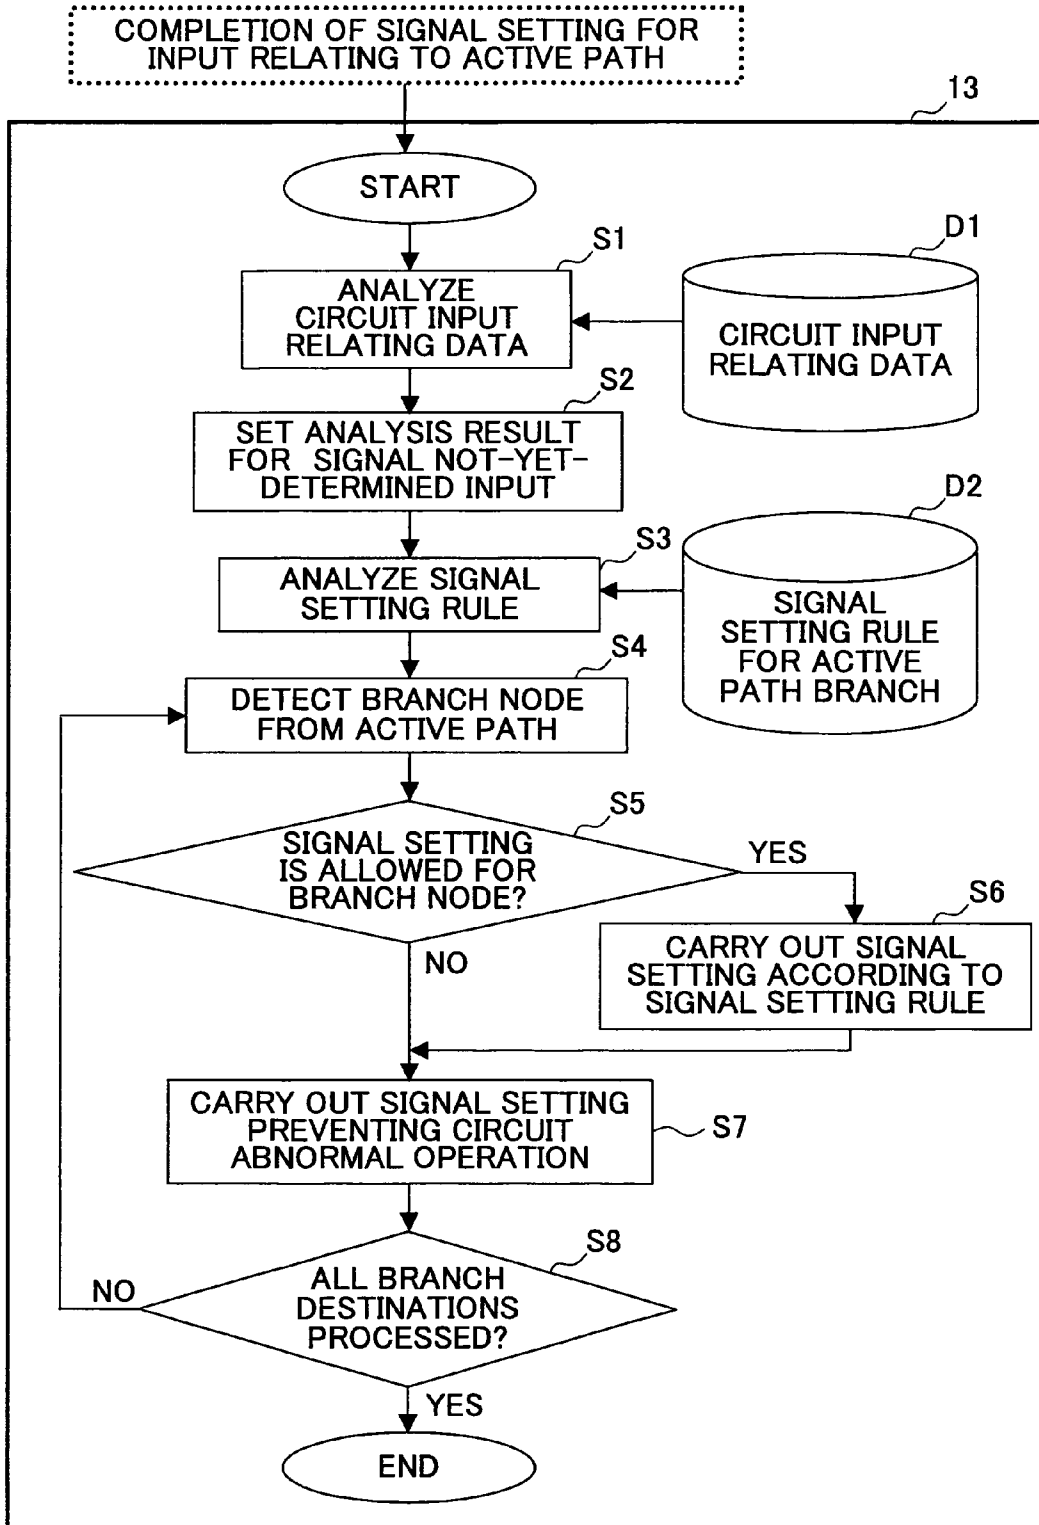 COMPLETION OF SIGNAL SETTING FOR
INPUT RELATING TO ACTIVE PATH
13
START
S1
ANALYZE
CIRCUIT INPUT
RELATING DATA
D1
CIRCUIT INPUT
RELATING DATA
S2
SET ANALYSIS RESULT
FOR SIGNAL NOT-YET-
DETERMINED INPUT
S3
ANALYZE SIGNAL
SETTING RULE
D2
SIGNAL
SETTING RULE
FOR ACTIVE
PATH BRANCH
S4
DETECT BRANCH NODE
FROM ACTIVE PATH
S5
SIGNAL SETTING
IS ALLOWED FOR
BRANCH NODE?
YES
NO
S6
CARRY OUT SIGNAL
SETTING ACCORDING TO
SIGNAL SETTING RULE
CARRY OUT SIGNAL SETTING
PREVENTING CIRCUIT
ABNORMAL OPERATION
S7
S8
ALL BRANCH
DESTINATIONS
PROCESSED?
NO
YES
END